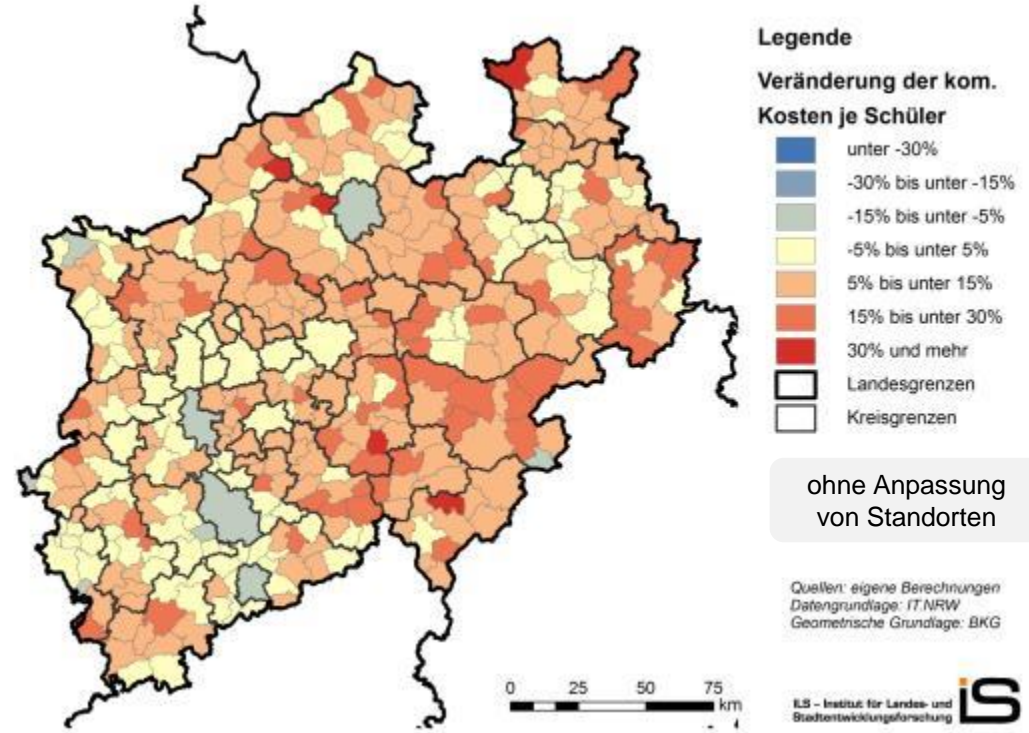 Legende
Veränderung der kom.
Kosten je Schüler
unter -30%
-30% bis unter -15%
-15% bis unter -5%
-5% bis unter 5%
5% bis unter 15%
15% bis unter 30%
30% und mehr
Landesgrenzen
Kreisgrenzen
ohne Anpassung
von Standorten
Quellen: eigene Berechnungen
Datengrundlage: IT.NRW
Geometrische Grundlage: BKG
0 25 50 75
km
ILS – Institut für Landes- und
Stadtentwicklungsforschung
iLS